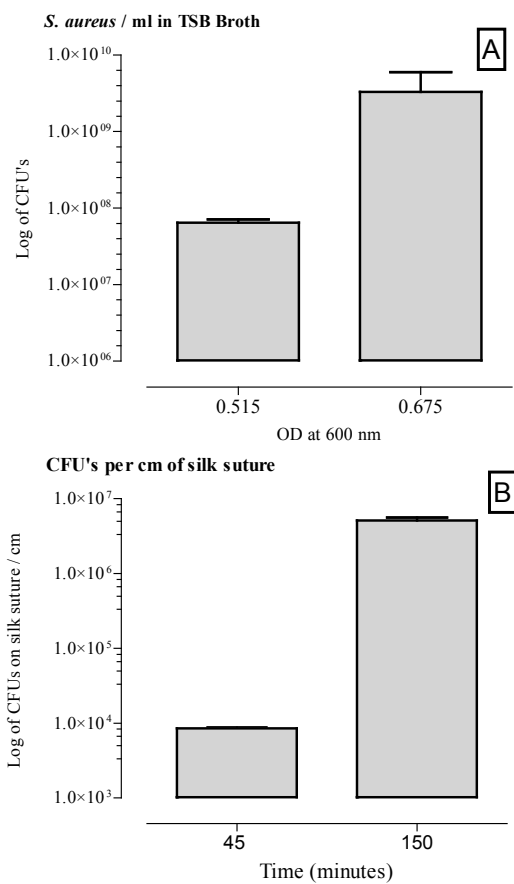 S. aureus / ml in TSB Broth
A
1.0×10¹⁰
1.0×10⁰⁹
1.0×10⁰⁸
1.0×10⁰⁷
1.0×10⁰⁶
Log of CFU's
0.515 0.675
OD at 600 nm
CFU's per cm of silk suture
B
1.0×10⁷
1.0×10⁶
1.0×10⁵
1.0×10⁴
1.0×10³
Log of CFUs on silk suture / cm
45 150
Time (minutes)